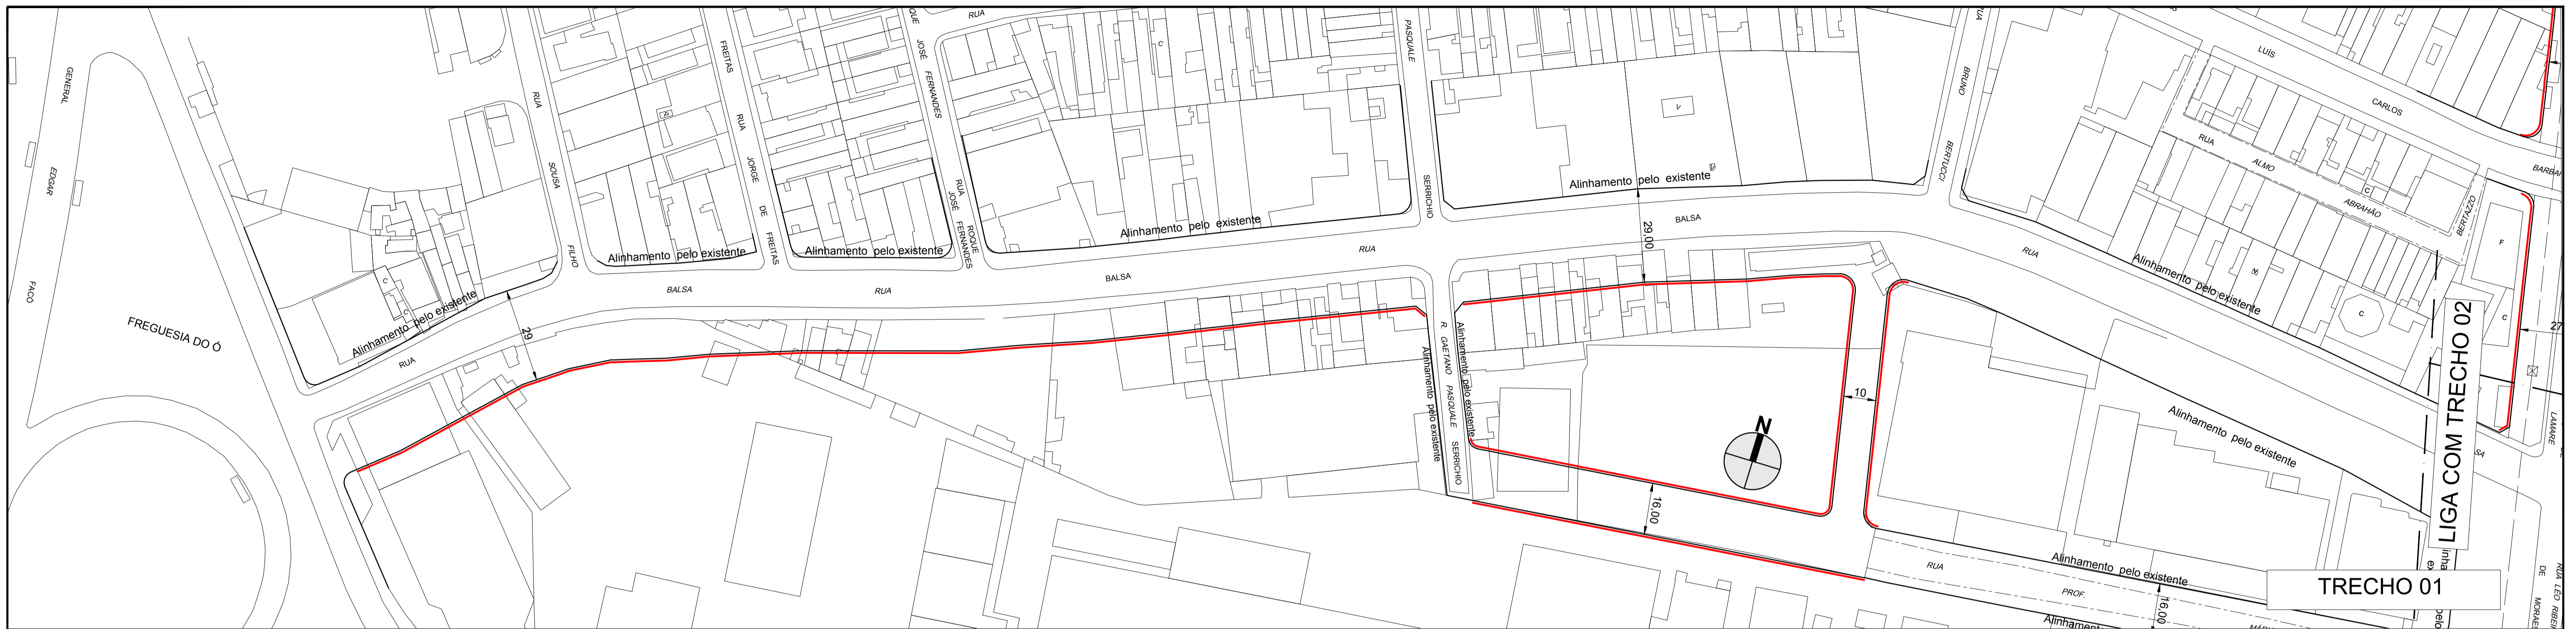 GENERAL
EDGAR
FACÓ
FREGUESIA DO Ó
RUA
SOUSA
FILHO
RUA
Alinhamento pelo existente
29
C
C
FREITAS
RUA
JORGE
DE
FREITAS
Alinhamento pelo existente
BALSA
RUA
JOSÉ
FERNANDES
RUA
JOSÉ
ROQUE
FERNANDES
Alinhamento pelo existente
RUA
C
Alinhamento pelo existente
BALSA
RUA
PASQUALE
SERRICHIO
R. GAETANO PASQUALE SERRICHIO
Alinhamento pelo existente
Alinhamento pelo existente
V
Alinhamento pelo existente
29.00
BALSA
RUA
BRUNO
BERTUCCI
10
N
16.00
RUA
LUÍS
CARLOS
RUA
ALMO
ABRAHÃO
BERTAZZO
C
F
C
C
Alinhamento pelo existente
27
Alinhamento pelo existente
LIGA COM TRECHO 02
LAMARE
Alinhamento pelo existente
RUA
PROF.
16.00
TRECHO 01
DE
MORAES